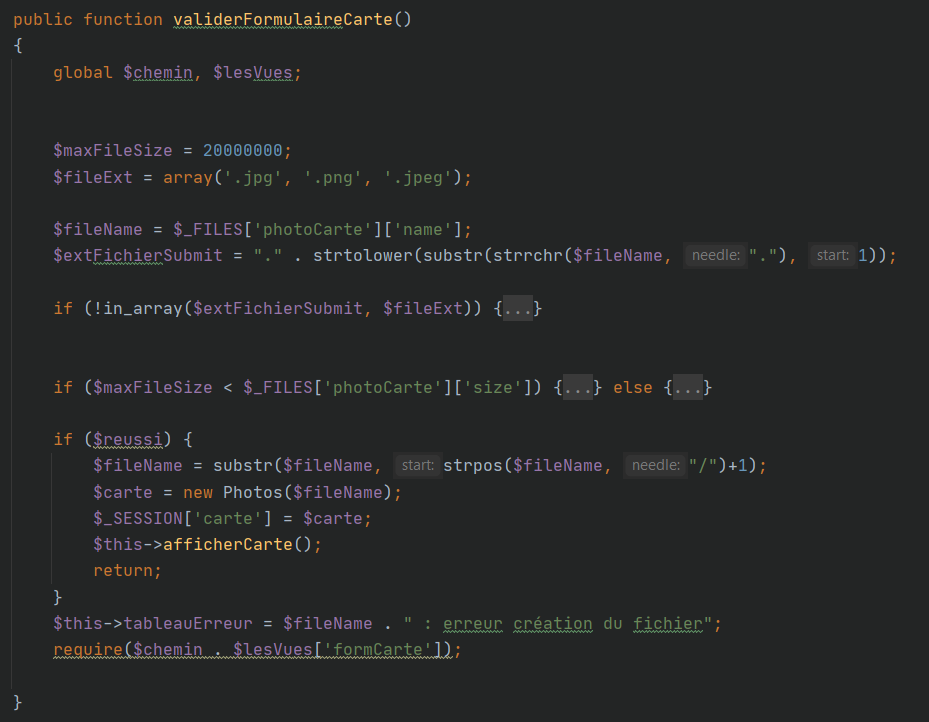 public function validerFormulaireCarte()
{
global $chemin, $lesVues;
$maxFileSize = 20000000;
$fileExt = array('.jpg', '.png', '.jpeg');
$fileName = $_FILES['photoCarte']['name'];
$extFichierSubmit = "." . strtolower(substr(strrchr($fileName, needle: "."), start: 1));
if (!in_array($extFichierSubmit, $fileExt)) {...}
if ($maxFileSize < $_FILES['photoCarte']['size']) {...} else {...}
if ($reussi) {
$fileName = substr($fileName, start: strpos($fileName, needle: "/")+1);
$carte = new Photos($fileName);
$_SESSION['carte'] = $carte;
$this->afficherCarte();
return;
}
$this->tableauErreur = $fileName . " : erreur création du fichier";
require($chemin . $lesVues['formCarte']);
}